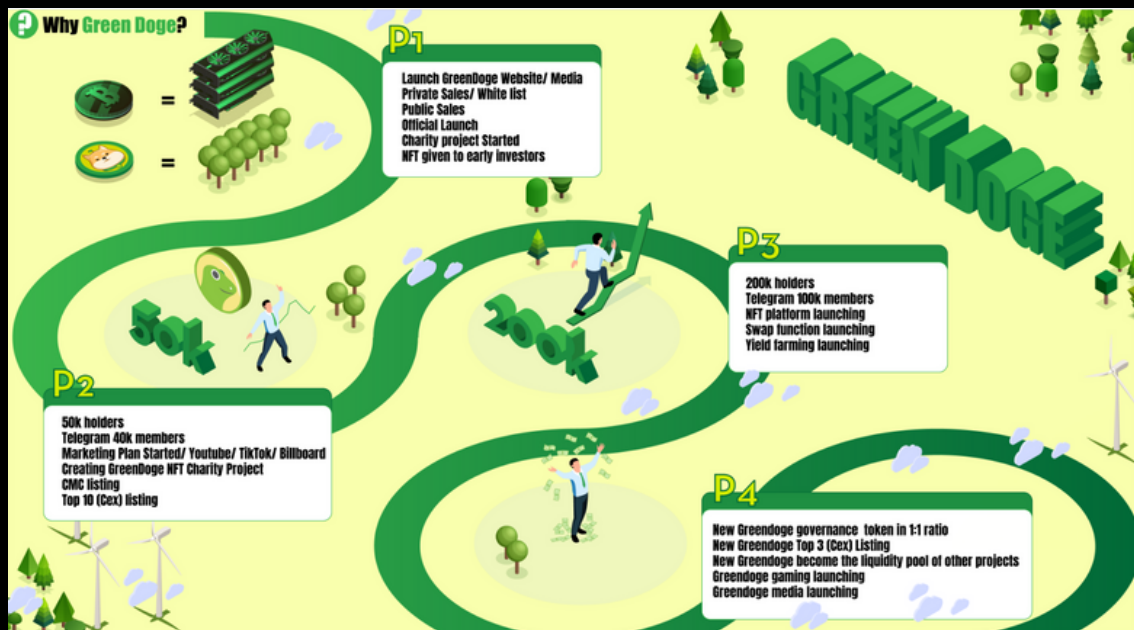 ? Why Green Doge?
P1
Launch GreenDoge Website/ Media
Private Sales/ White list
Public Sales
Official Launch
Charity project Started
NFT given to early investors
GREEN DOGE
=
=
50k
200k
P3
200k holders
Telegram 100k members
NFT platform launching
Swap function launching
Yield farming launching
P2
50k holders
Telegram 40k members
Marketing Plan Started/ Youtube/ TikTok/ Billboard
Creating GreenDoge NFT Charity Project
CMC listing
Top 10 (Cex) listing
P4
New Greendoge governance token in 1:1 ratio
New Greendoge Top 3 (Cex) Listing
New Greendoge become the liquidity pool of other projects
Greendoge gaming launching
Greendoge media launching